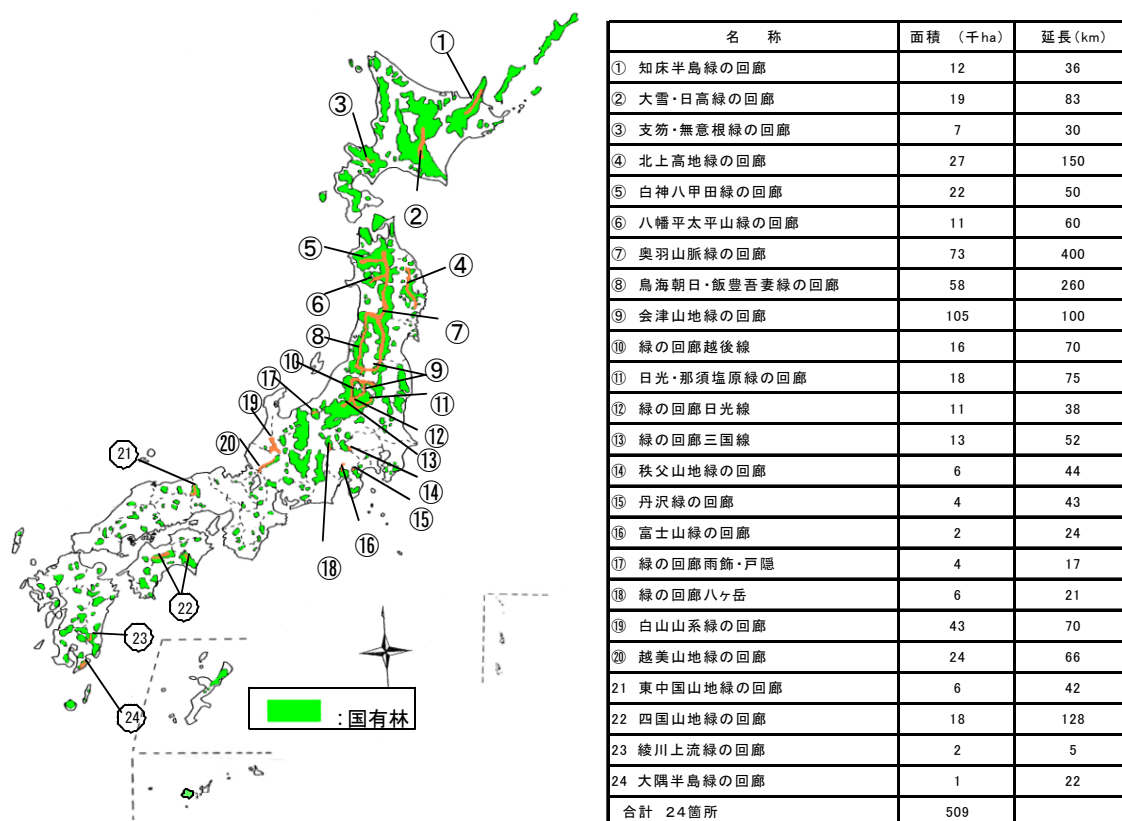 ①
③
②
⑤
④
⑥
⑦
⑧
⑩
⑨
⑰
⑪
⑲
⑫
⑳
21
⑬
⑭
⑮
⑯
⑱
22
23
24
:国有林
名 称 面積 (千ha) 延長(km)
① 知床半島緑の回廊 12 36
② 大雪・日高緑の回廊 19 83
③ 支笏・無意根緑の回廊 7 30
④ 北上高地緑の回廊 27 150
⑤ 白神八甲田緑の回廊 22 50
⑥ 八幡平太平山緑の回廊 11 60
⑦ 奥羽山脈緑の回廊 73 400
⑧ 鳥海朝日・飯豊吾妻緑の回廊 58 260
⑨ 会津山地緑の回廊 105 100
⑩ 緑の回廊越後線 16 70
⑪ 日光・那須塩原緑の回廊 18 75
⑫ 緑の回廊日光線 11 38
⑬ 緑の回廊三国線 13 52
⑭ 秩父山地緑の回廊 6 44
⑮ 丹沢緑の回廊 4 43
⑯ 富士山緑の回廊 2 24
⑰ 緑の回廊雨飾・戸隠 4 17
⑱ 緑の回廊八ヶ岳 6 21
⑲ 白山山系緑の回廊 43 70
⑳ 越美山地緑の回廊 24 66
21 東中国山地緑の回廊 6 42
22 四国山地緑の回廊 18 128
23 綾川上流緑の回廊 2 5
24 大隅半島緑の回廊 1 22
合計 24箇所 509